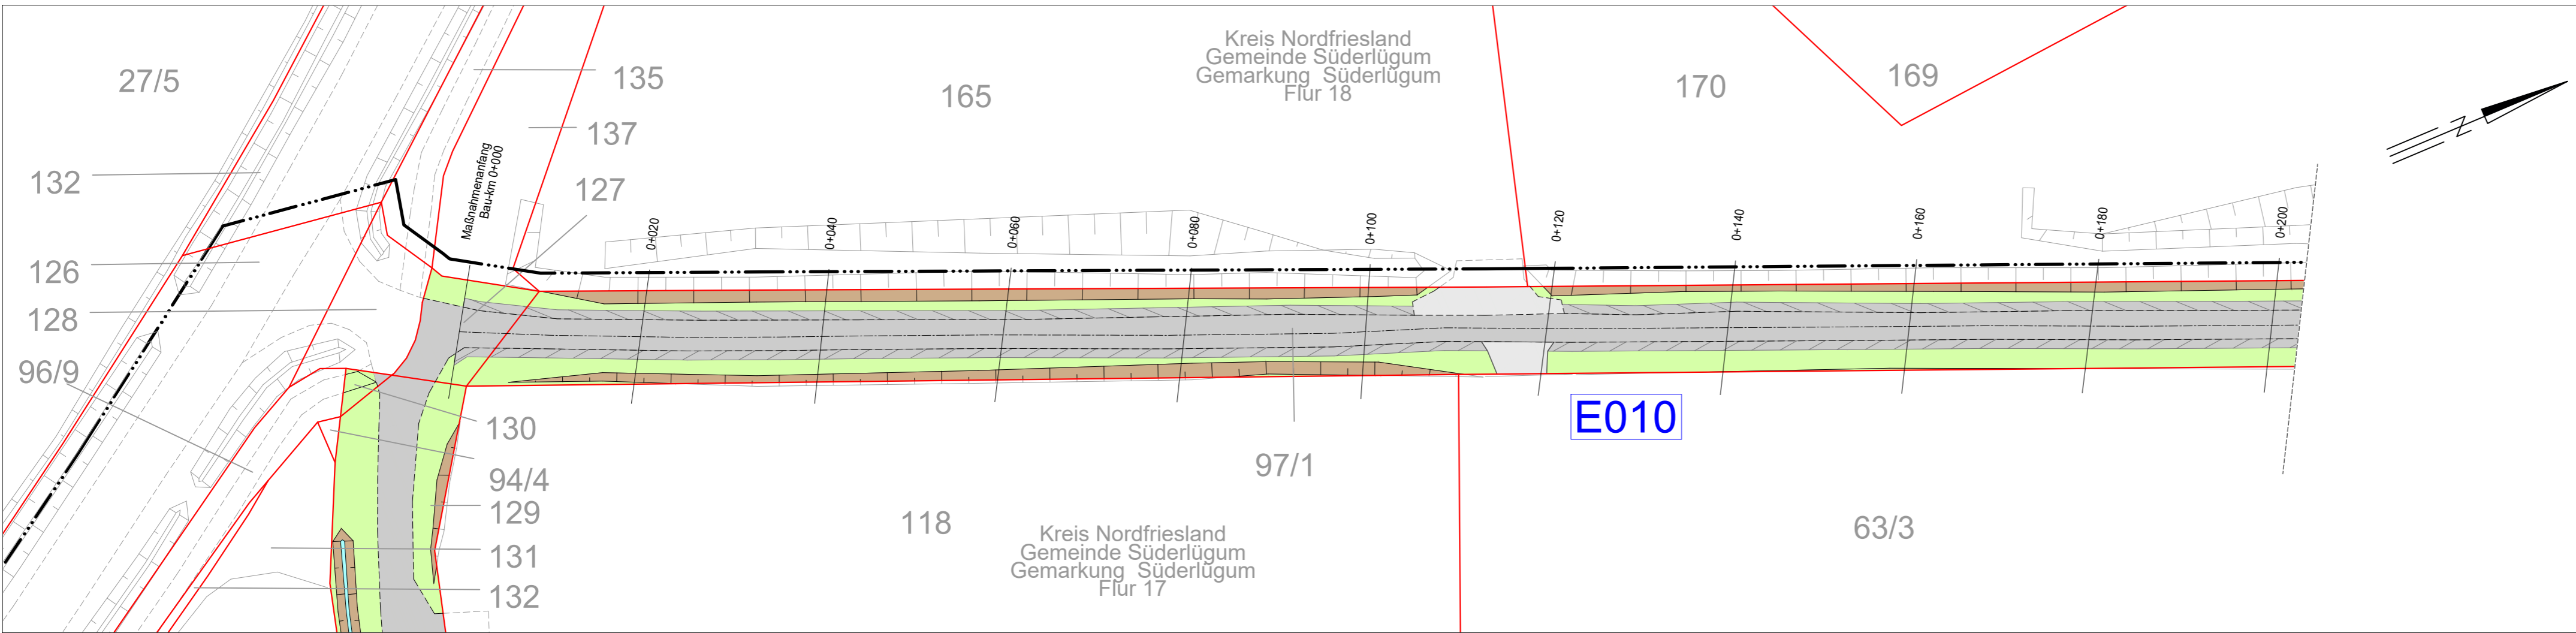 27/5
135
165
Kreis Nordfriesland
Gemeinde Süderlügum
Gemarkung Süderlügum
Flur 18
170
169
N
137
132
127
Maßnahmenanfang
Bau-km 0+000
0+020
0+040
0+060
0+080
0+100
0+120
0+140
0+160
0+180
0+200
126
128
96/9
130
E010
94/4
97/1
129
118
Kreis Nordfriesland
Gemeinde Süderlügum
Gemarkung Süderlügum
Flur 17
63/3
131
132